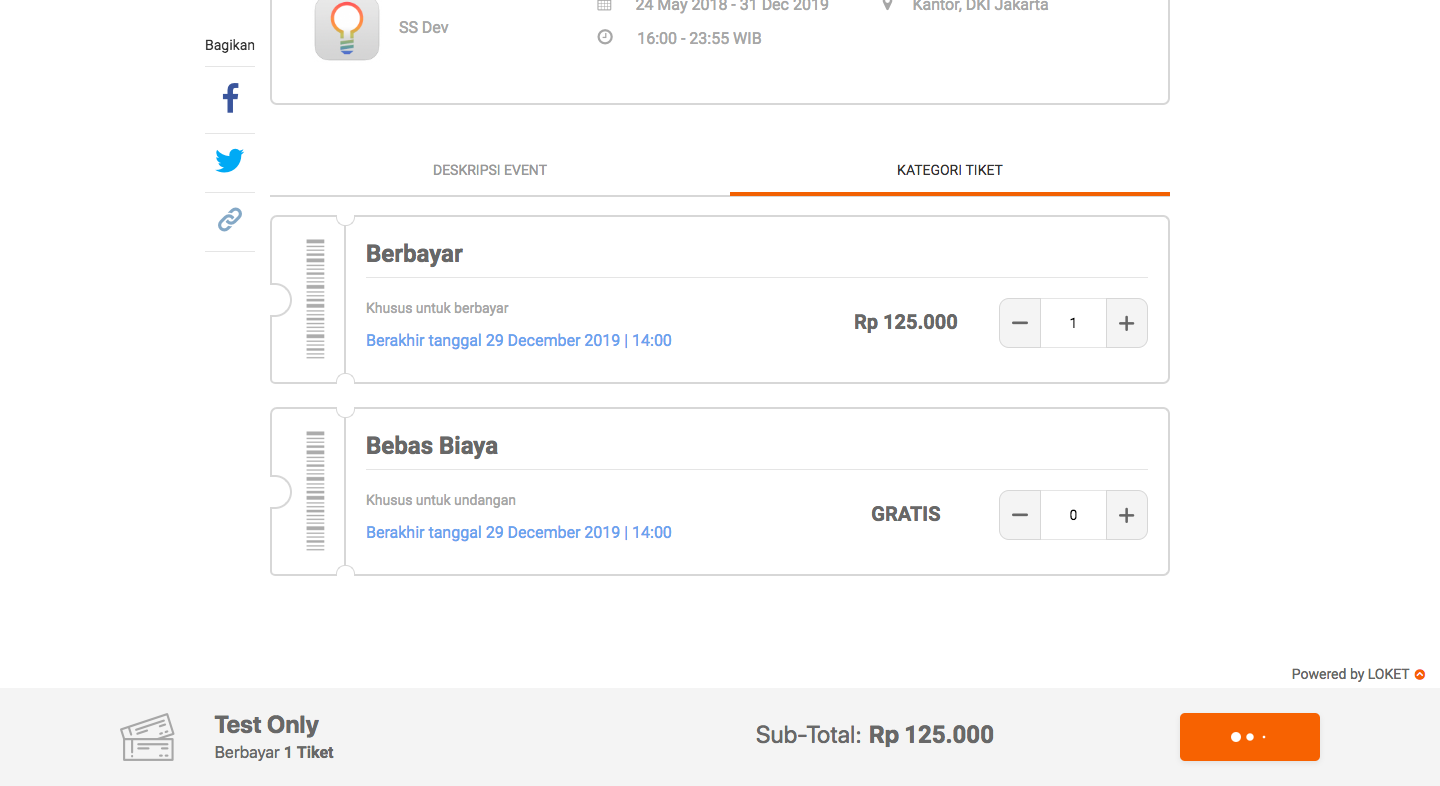 24 May 2018 - 31 Dec 2019
Kantor, DKI Jakarta
SS Dev
16:00 - 23:55 WIB
Bagikan
DESKRIPSI EVENT
KATEGORI TIKET
Berbayar
Khusus untuk berbayar
Berakhir tanggal 29 December 2019 | 14:00
Rp 125.000
1
Bebas Biaya
Khusus untuk undangan
Berakhir tanggal 29 December 2019 | 14:00
GRATIS
0
Powered by LOKET
Test Only
Berbayar 1 Tiket
Sub-Total: Rp 125.000